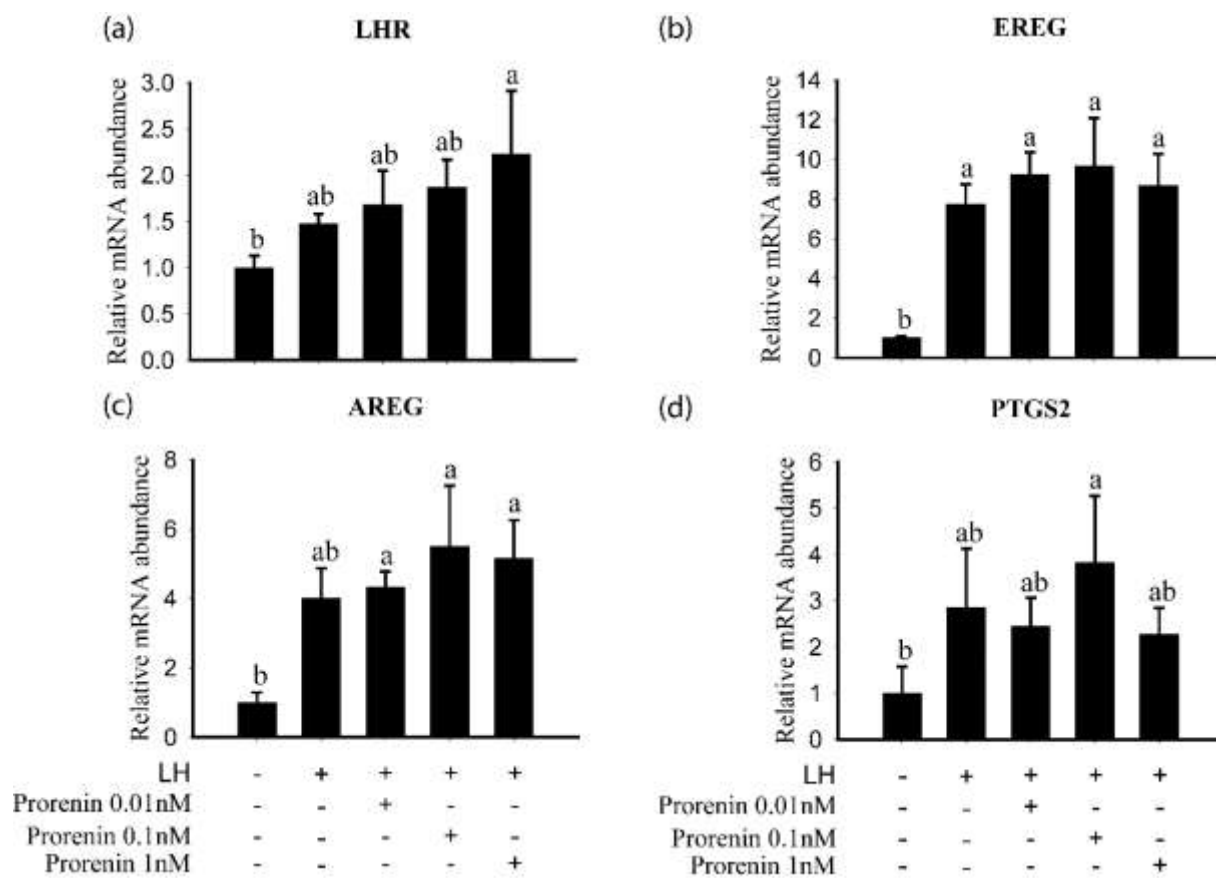 (a) LHR
Relative mRNA abundance
3.0
2.5
2.0
1.5
1.0
0.5
0.0
b ab ab ab a
(b) EREG
Relative mRNA abundance
14
12
10
8
6
4
2
0
b a a a a
(c) AREG
Relative mRNA abundance
8
6
4
2
0
b ab a a a
LH - + + + +
Prorenin 0.01nM - - + - -
Prorenin 0.1nM - - - + -
Prorenin 1nM - - - - +
(d) PTGS2
Relative mRNA abundance
6
5
4
3
2
1
0
b ab ab a ab
LH - + + + +
Prorenin 0.01nM - - + - -
Prorenin 0.1nM - - - + -
Prorenin 1nM - - - - +